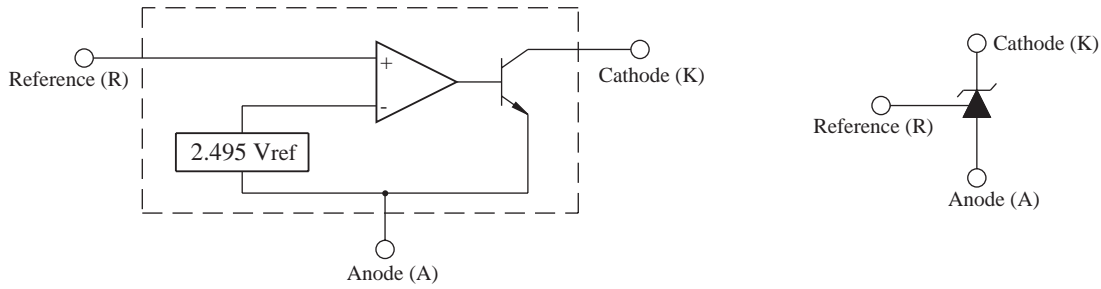 Reference (R)
+
-
2.495 Vref
Cathode (K)
Anode (A)
Cathode (K)
Reference (R)
Anode (A)